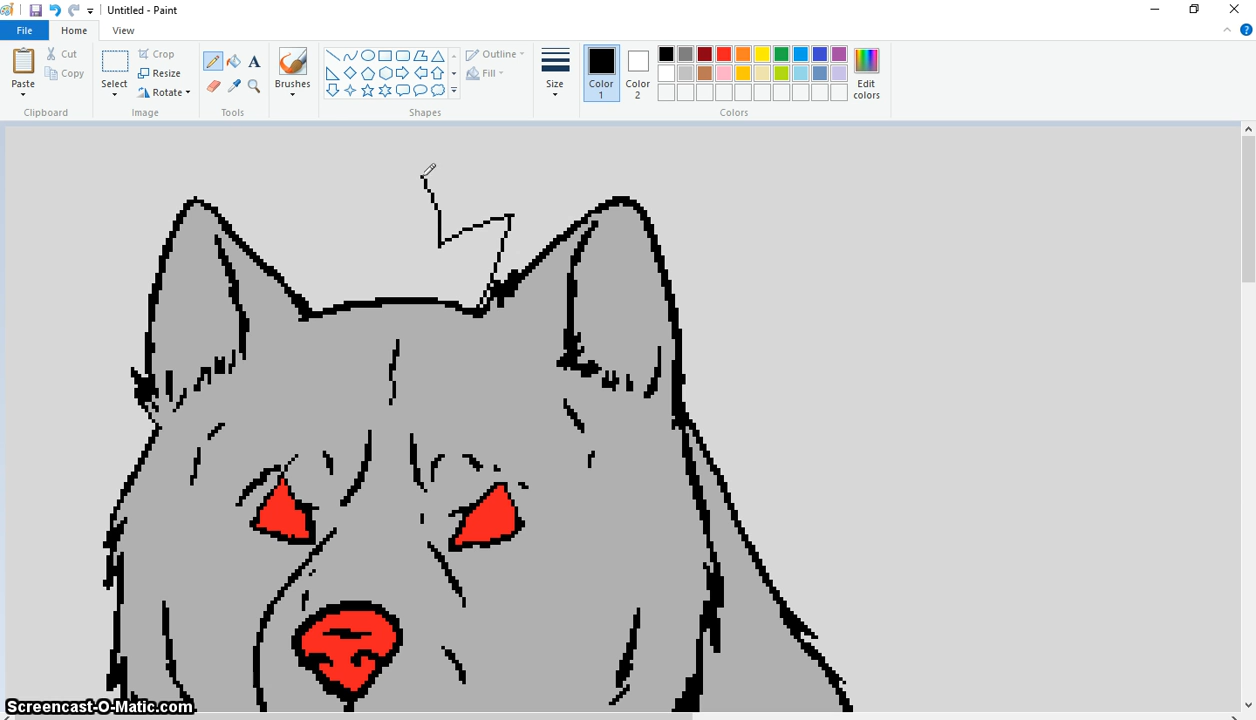 Untitled - Paint
File Home View
Paste
Cut
Copy
Clipboard
Select
Crop
Resize
Rotate
Image
A
Tools
Brushes
Outline
Fill
Shapes
Size
Color
1
Color
2
Edit
colors
Colors
Screencast-O-Matic.com